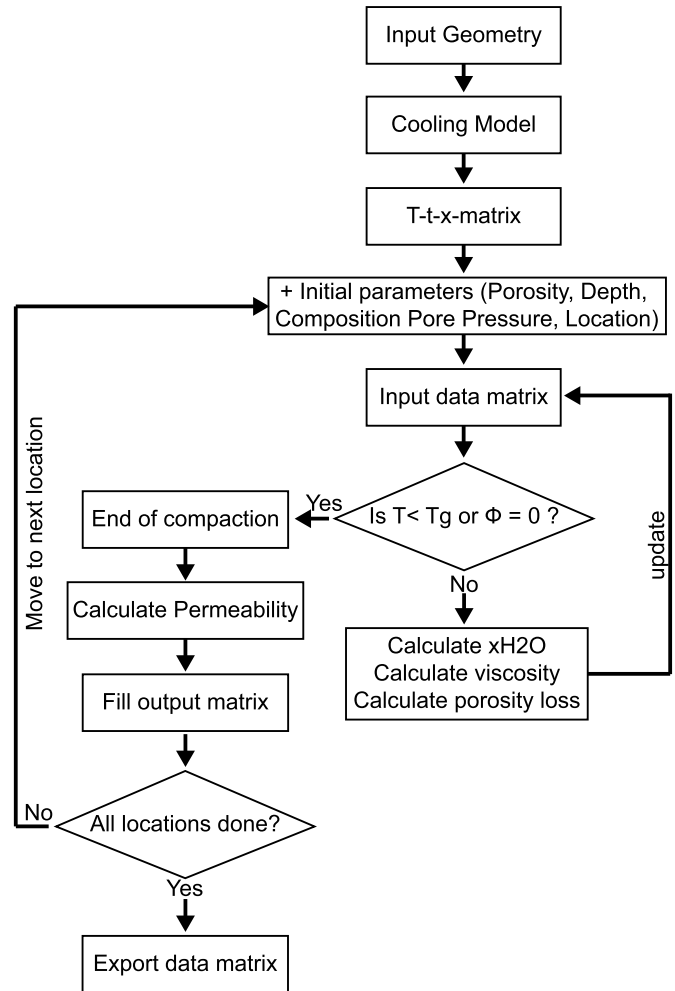 Input Geometry
Cooling Model
T-t-x-matrix
+ Initial parameters (Porosity, Depth,
Composition Pore Pressure, Location)
Input data matrix
Is T< Tg or Φ = 0 ?
Yes
No
End of compaction
Calculate Permeability
Fill output matrix
All locations done?
No
Move to next location
Yes
Export data matrix
Calculate xH2O
Calculate viscosity
Calculate porosity loss
update